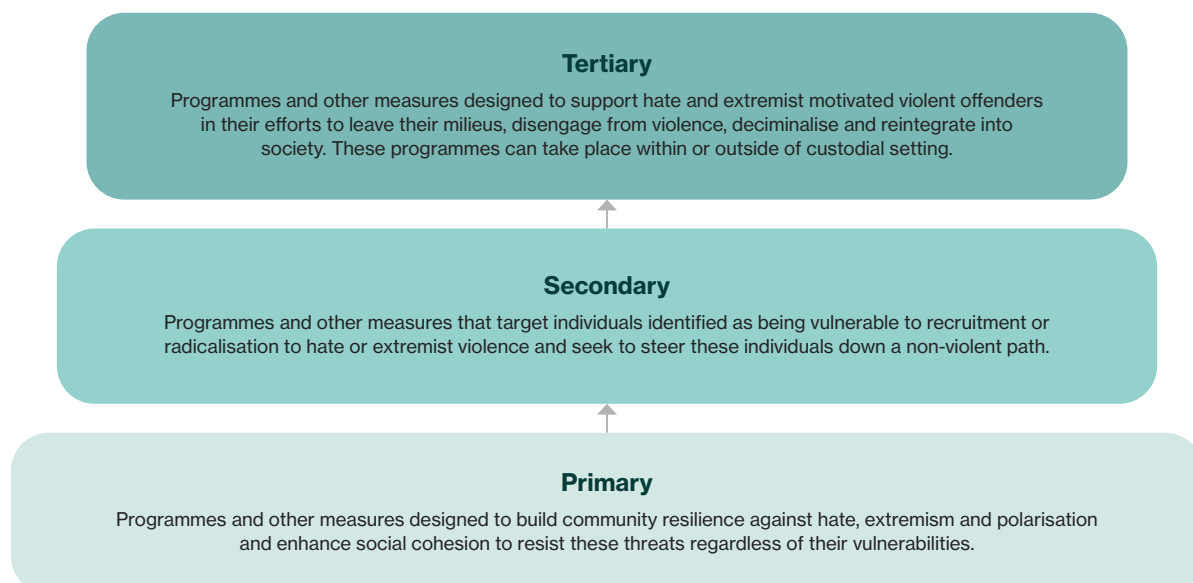 Tertiary
Programmes and other measures designed to support hate and extremist motivated violent offenders
in their efforts to leave their milieus, disengage from violence, deciminalise and reintegrate into
society. These programmes can take place within or outside of custodial setting.
Secondary
Programmes and other measures that target individuals identified as being vulnerable to recruitment or
radicalisation to hate or extremist violence and seek to steer these individuals down a non-violent path.
Primary
Programmes and other measures designed to build community resilience against hate, extremism and polarisation
and enhance social cohesion to resist these threats regardless of their vulnerabilities.